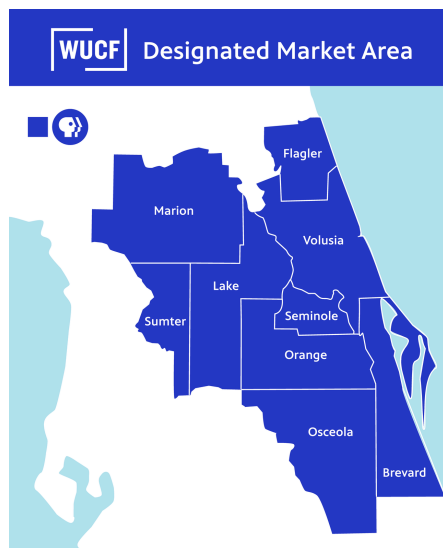 WUCF Designated Market Area
Flagler
Marion
Volusia
Lake
Seminole
Sumter
Orange
Osceola
Brevard